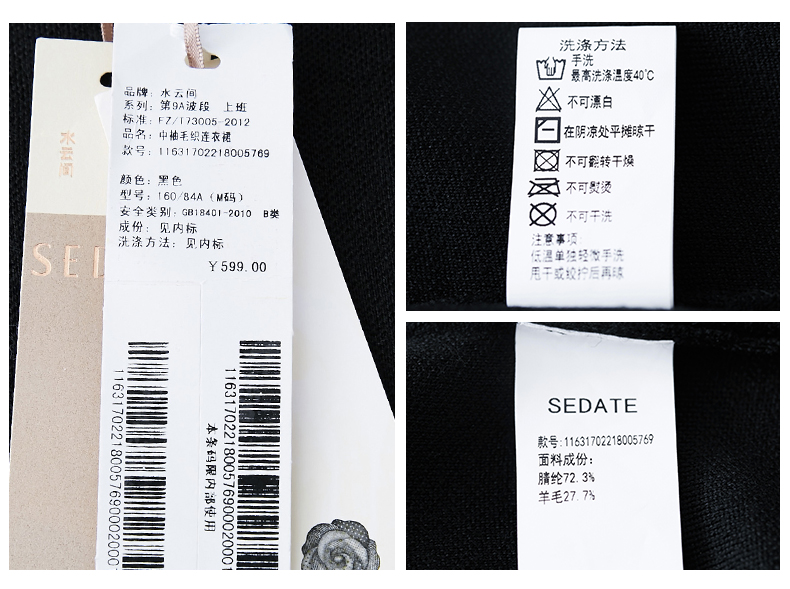 水云间
SED
品牌: 水云间
系列: 第9A波段 上班
标准: FZ/T73005-2012
品名: 中袖毛织连衣裙
款号: 11631702218005769
颜色: 黑色
型号: 160/84A (M码)
安全类别: GB18401-2010 B类
成份: 见内标
洗涤方法: 见内标
￥599.00
11631702218005769000200
1163170221800576900020001
本条码限内部使用
洗涤方法
手洗
最高洗涤温度40℃
不可漂白
在阴凉处平摊晾干
不可翻转干燥
不可熨烫
不可干洗
注意事项
低温单独轻微手洗
甩干或绞拧后再晾
SEDATE
款号:11631702218005769
面料成份:
腈纶72.3%
羊毛27.7%